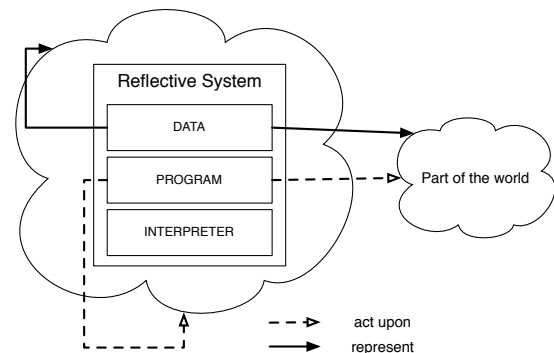 Reflective System
DATA
PROGRAM
INTERPRETER
Part of the world
act upon
represent